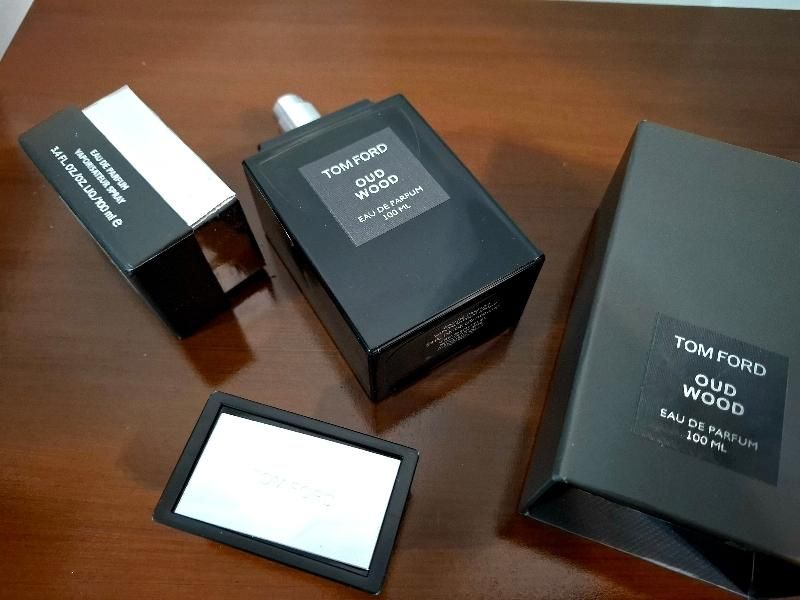 EAU DE PARFUM
VAPORISATEUR SPRAY
3.4 FL.OZ./OZ.LIQ/100 ml e
TOM FORD
OUD
WOOD
EAU DE PARFUM
100 ML
TOM FORD
TOM FORD
OUD
WOOD
EAU DE PARFUM
100 ML